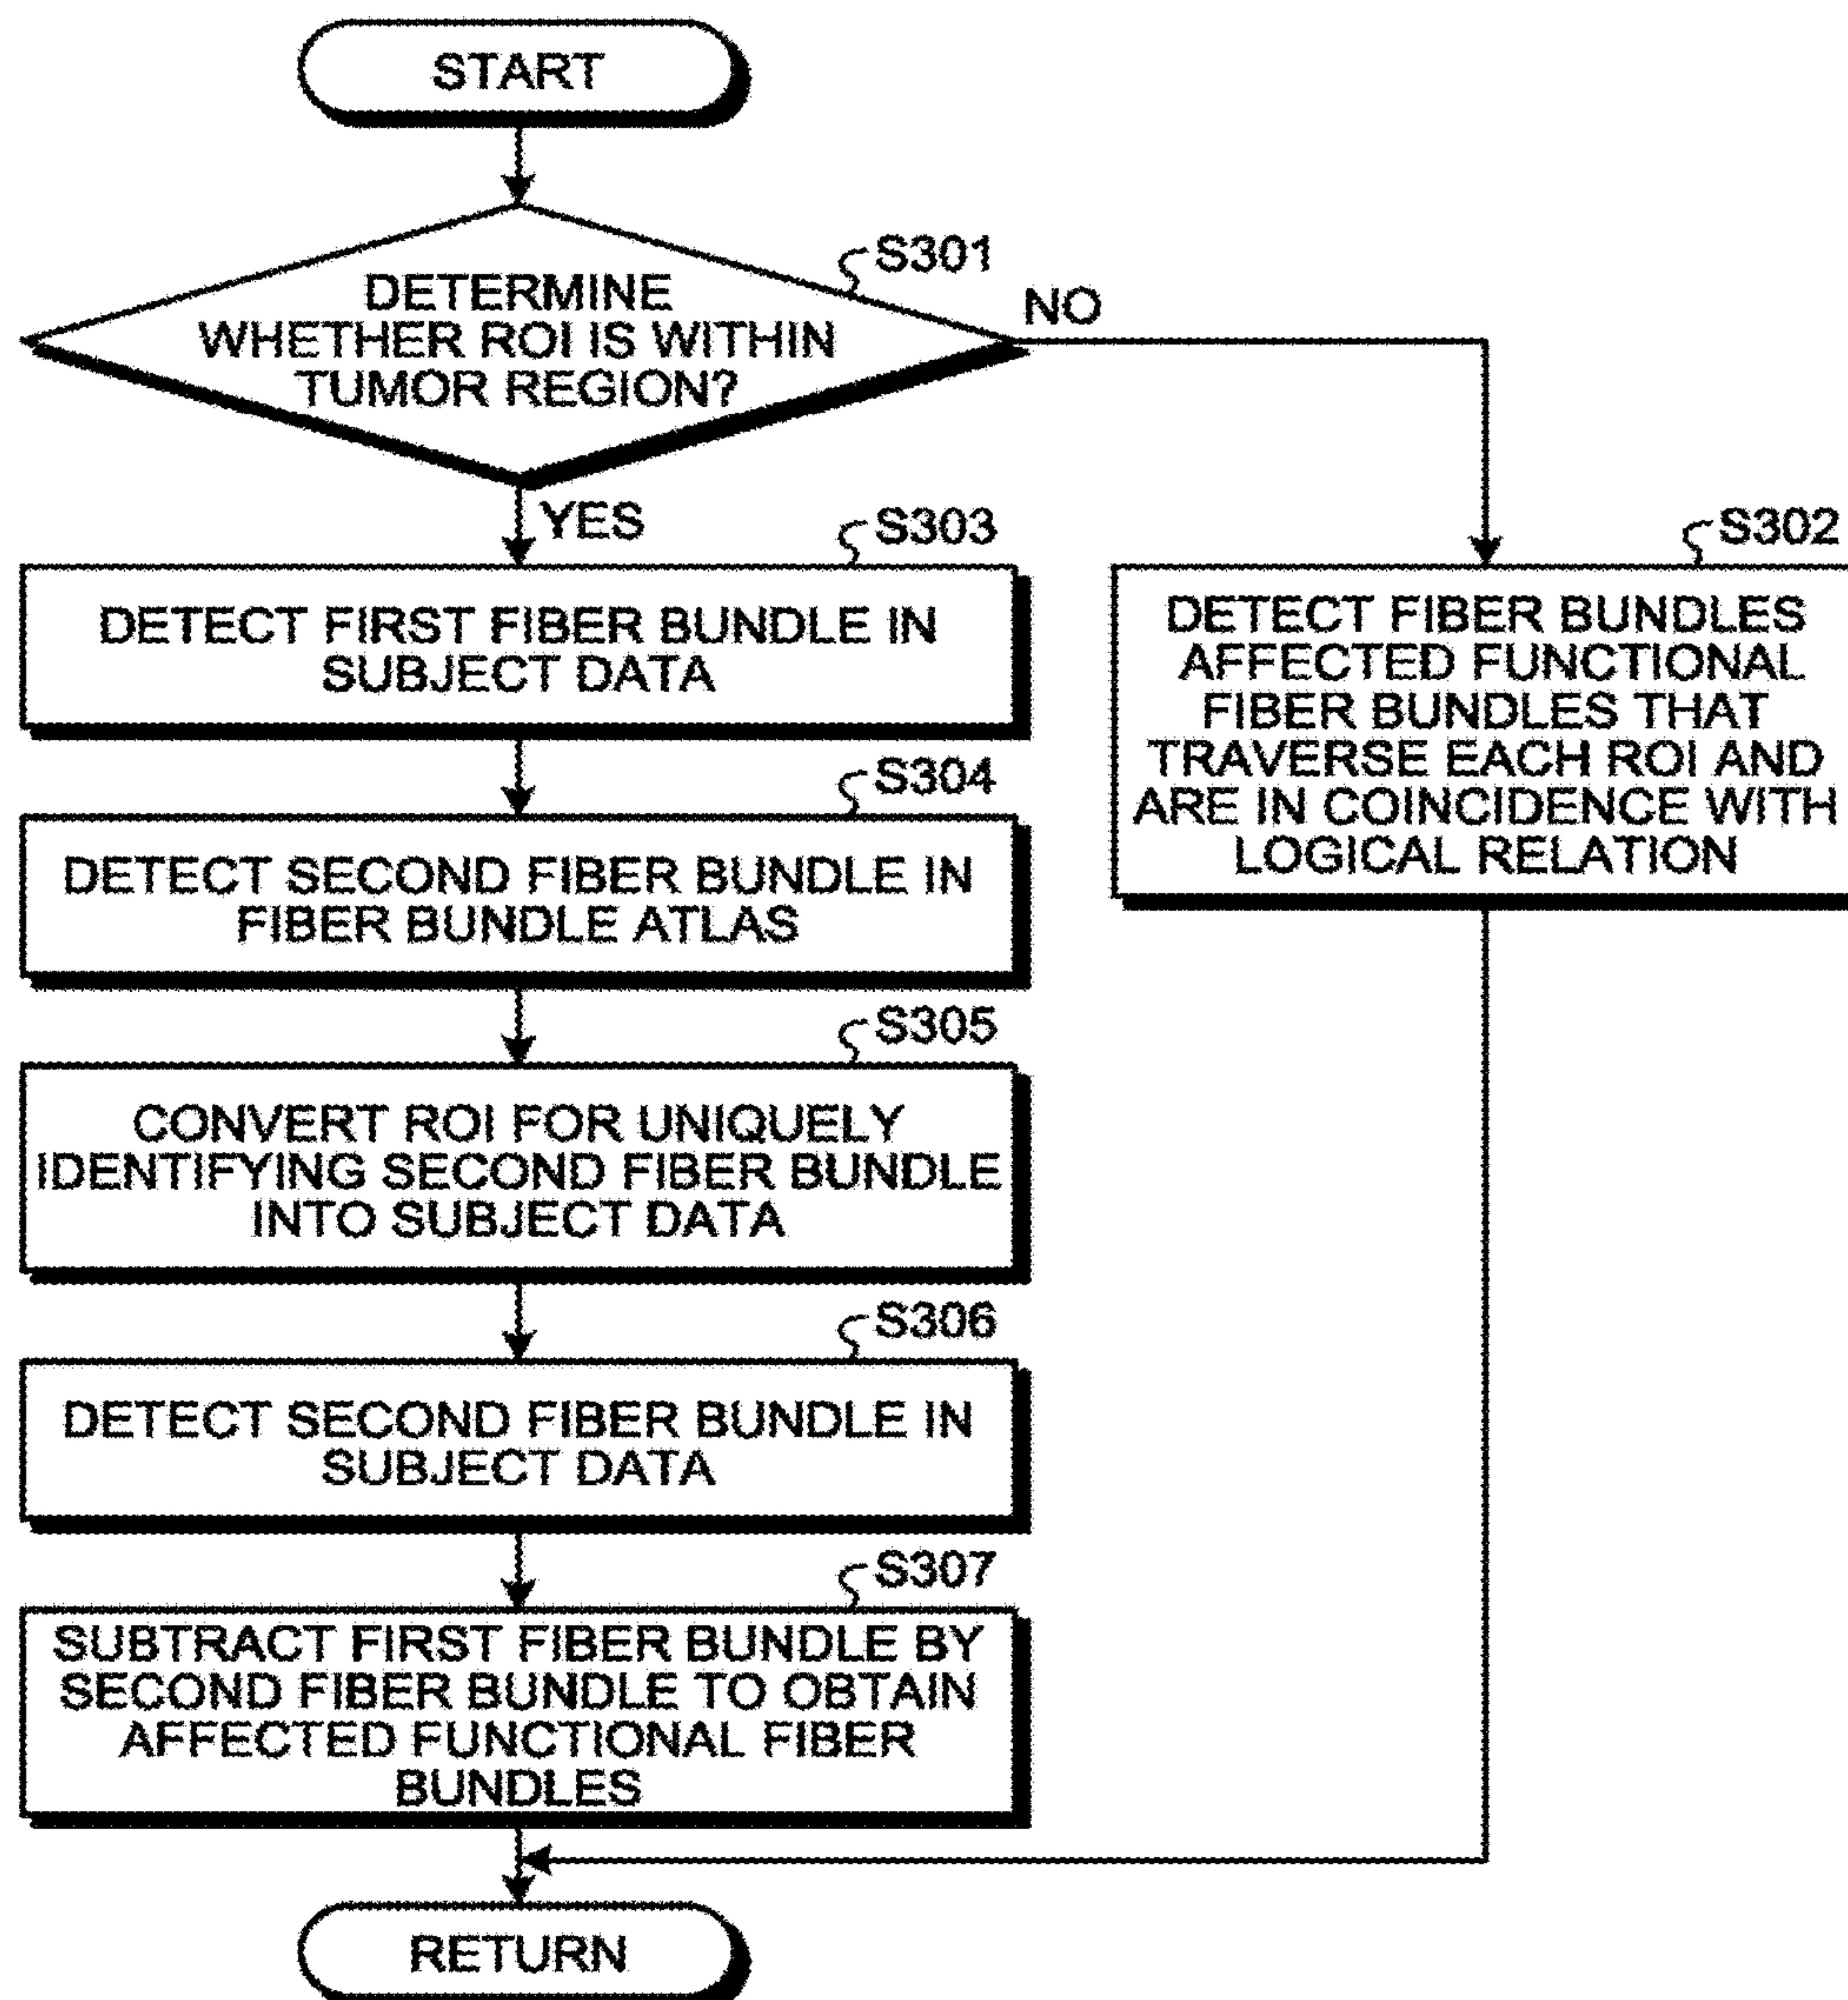 START
S301
DETERMINE
WHETHER ROI IS WITHIN
TUMOR REGION?
NO
YES
S303
DETECT FIRST FIBER BUNDLE IN
SUBJECT DATA
S302
DETECT FIBER BUNDLES
AFFECTED FUNCTIONAL
FIBER BUNDLES THAT
TRAVERSE EACH ROI AND
ARE IN COINCIDENCE WITH
LOGICAL RELATION
S304
DETECT SECOND FIBER BUNDLE IN
FIBER BUNDLE ATLAS
S305
CONVERT ROI FOR UNIQUELY
IDENTIFYING SECOND FIBER BUNDLE
INTO SUBJECT DATA
S306
DETECT SECOND FIBER BUNDLE IN
SUBJECT DATA
S307
SUBTRACT FIRST FIBER BUNDLE BY
SECOND FIBER BUNDLE TO OBTAIN
AFFECTED FUNCTIONAL FIBER
BUNDLES
RETURN